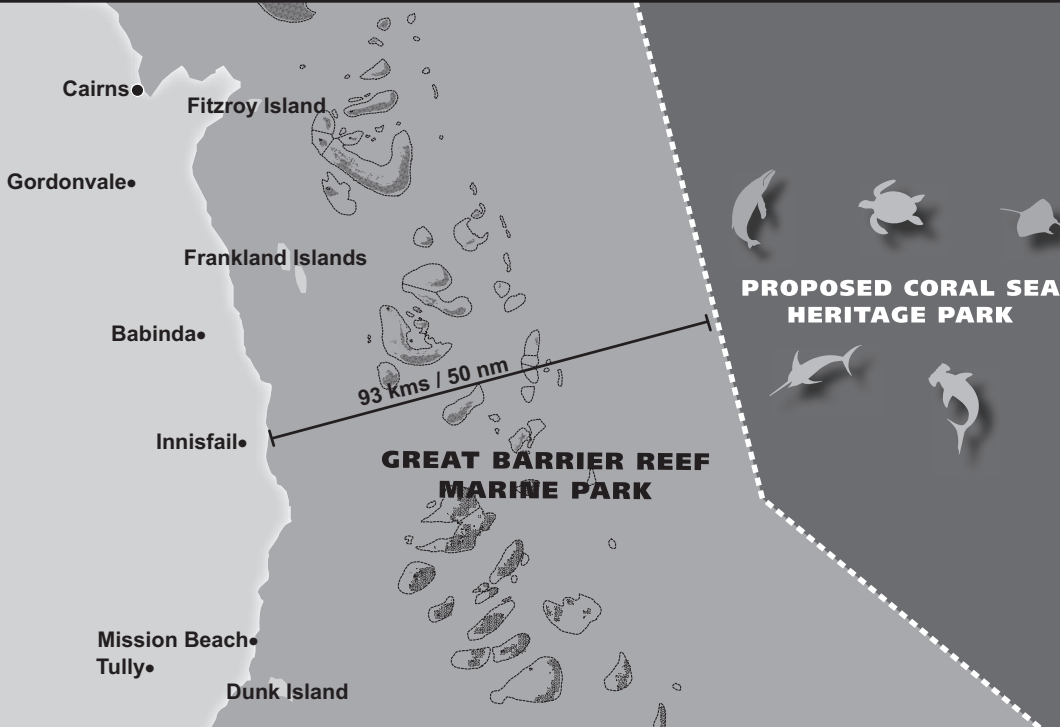 Cairns
Fitzroy Island
Gordonvale
Frankland Islands
PROPOSED CORAL SEA
HERITAGE PARK
Babinda
93 kms / 50 nm
Innisfail
GREAT BARRIER REEF
MARINE PARK
Mission Beach
Tully
Dunk Island